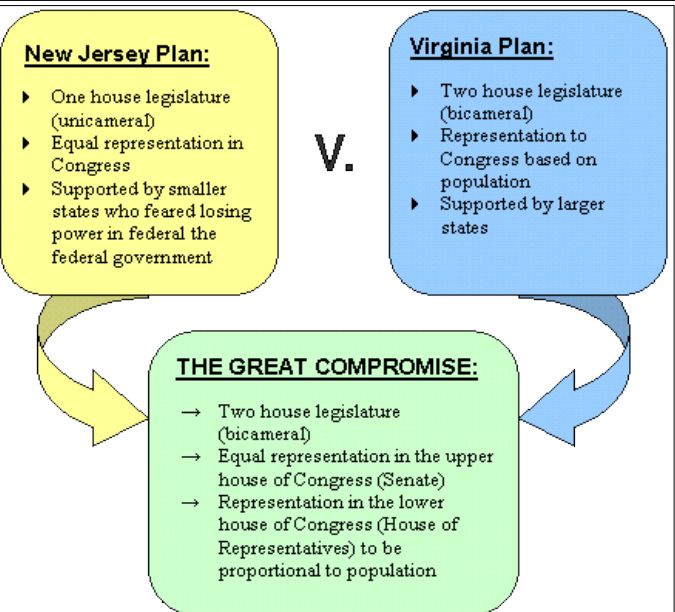 New Jersey Plan:
▸ One house legislature
(unicameral)
▸ Equal representation in
Congress
▸ Supported by smaller
states who feared losing
power in federal the
federal government
V.
Virginia Plan:
▸ Two house legislature
(bicameral)
▸ Representation to
Congress based on
population
▸ Supported by larger
states
THE GREAT COMPROMISE:
→ Two house legislature
(bicameral)
→ Equal representation in the upper
house of Congress (Senate)
→ Representation in the lower
house of Congress (House of
Representatives) to be
proportional to population